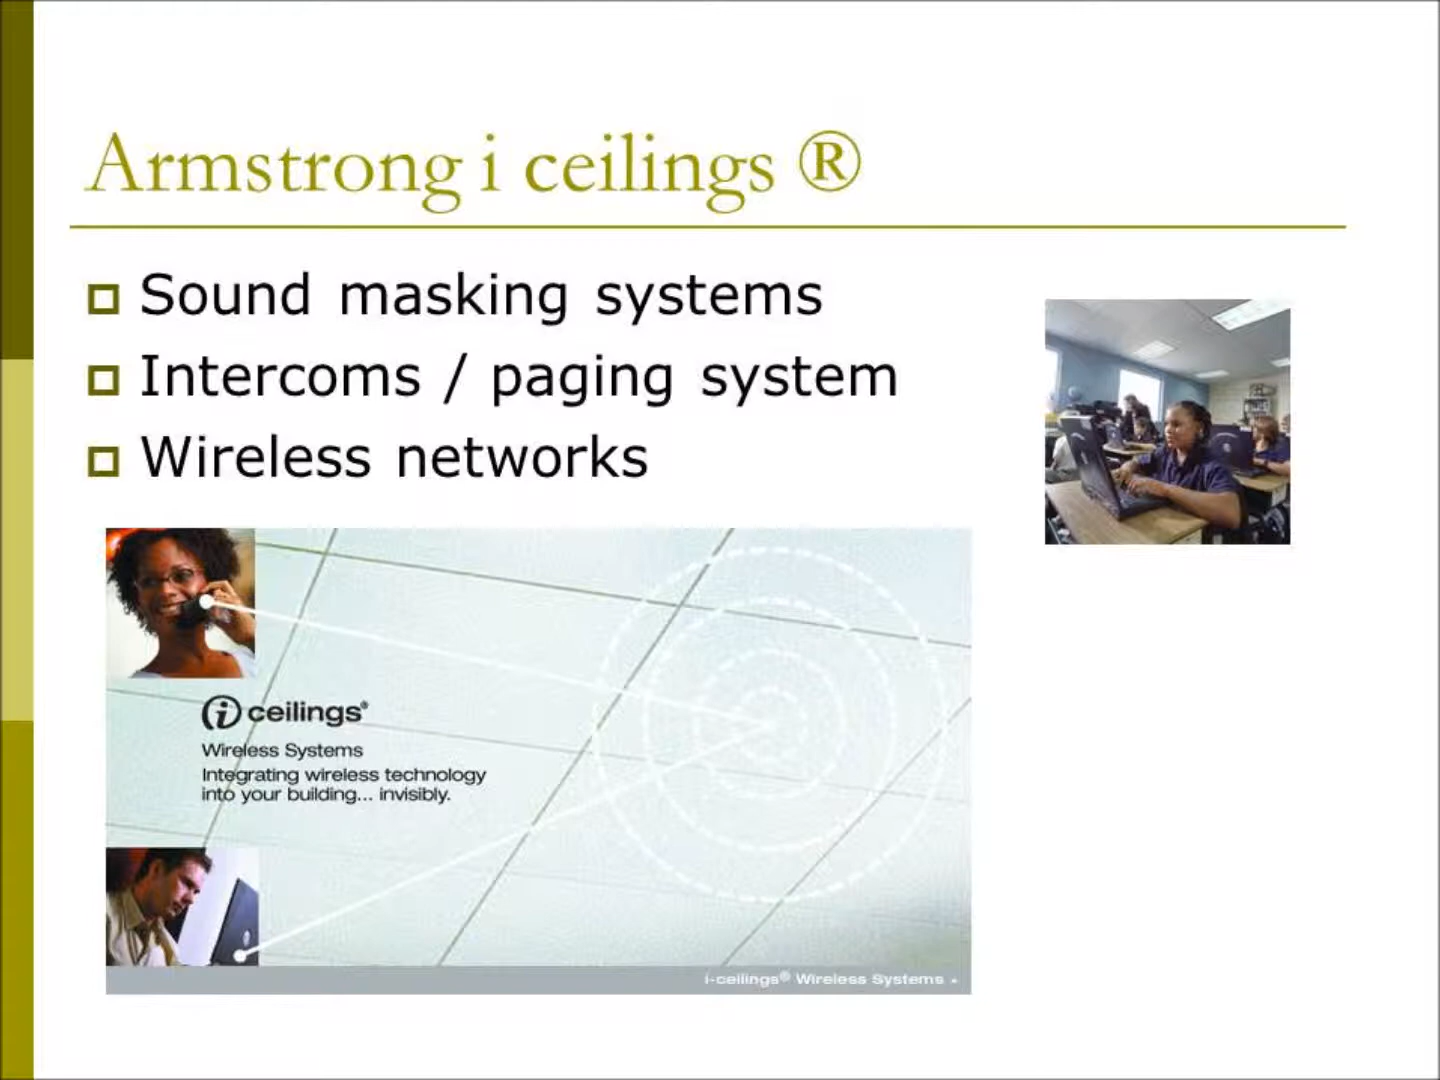 Armstrong i ceilings ®
Sound masking systems
Intercoms / paging system
Wireless networks
i ceilings®
Wireless Systems
Integrating wireless technology
into your building... invisibly.
i-ceilings® Wireless Systems